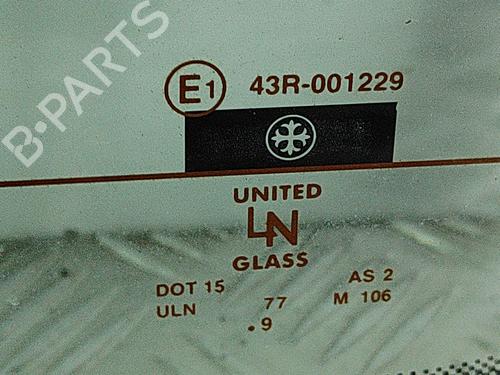 B-PARTS
E1 43R-001229
UNITED
LN
GLASS
DOT 15 AS 2
ULN 77 M 106
.9